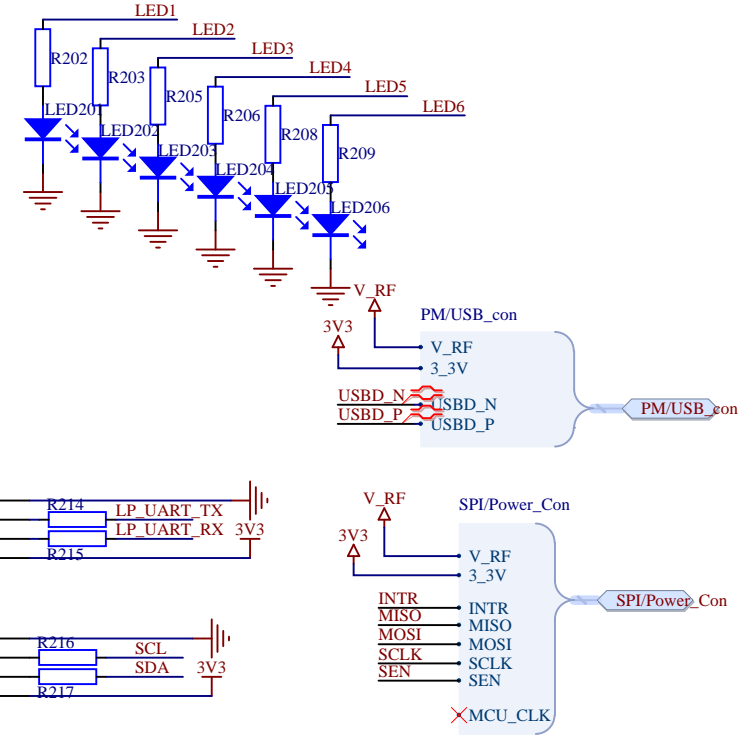 LED1
LED2
LED3
LED4
LED5
LED6
R202
R203
R205
R206
R208
R209
LED201
LED202
LED203
LED204
LED205
LED206
V_RF
3V3
PM/USB_con
V_RF
3_3V
USBD_N
USBD_N
USBD_P
USBD_P
PM/USB_con
R214
LP_UART_TX
LP_UART_RX
3V3
R215
V_RF
3V3
SPI/Power_Con
V_RF
3_3V
INTR
INTR
MISO
MISO
MOSI
MOSI
SCLK
SCLK
SEN
SEN
MCU_CLK
SPI/Power_Con
R216
SCL
SDA
3V3
R217